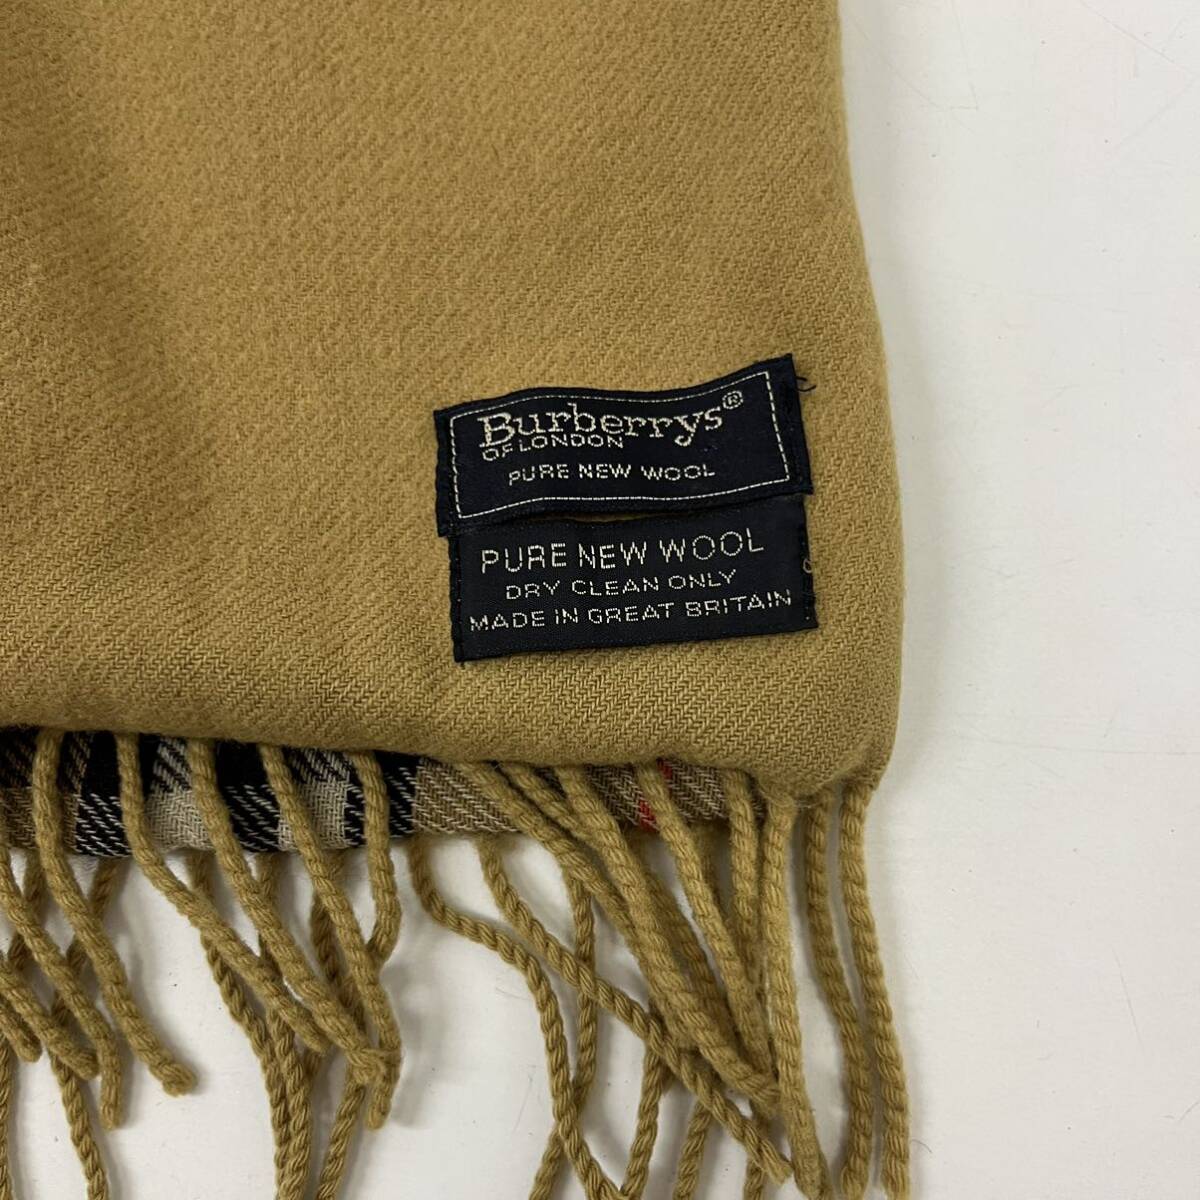 Burberrys®
OF LONDON
PURE NEW WOOL
PURE NEW WOOL
DRY CLEAN ONLY
MADE IN GREAT BRITAIN